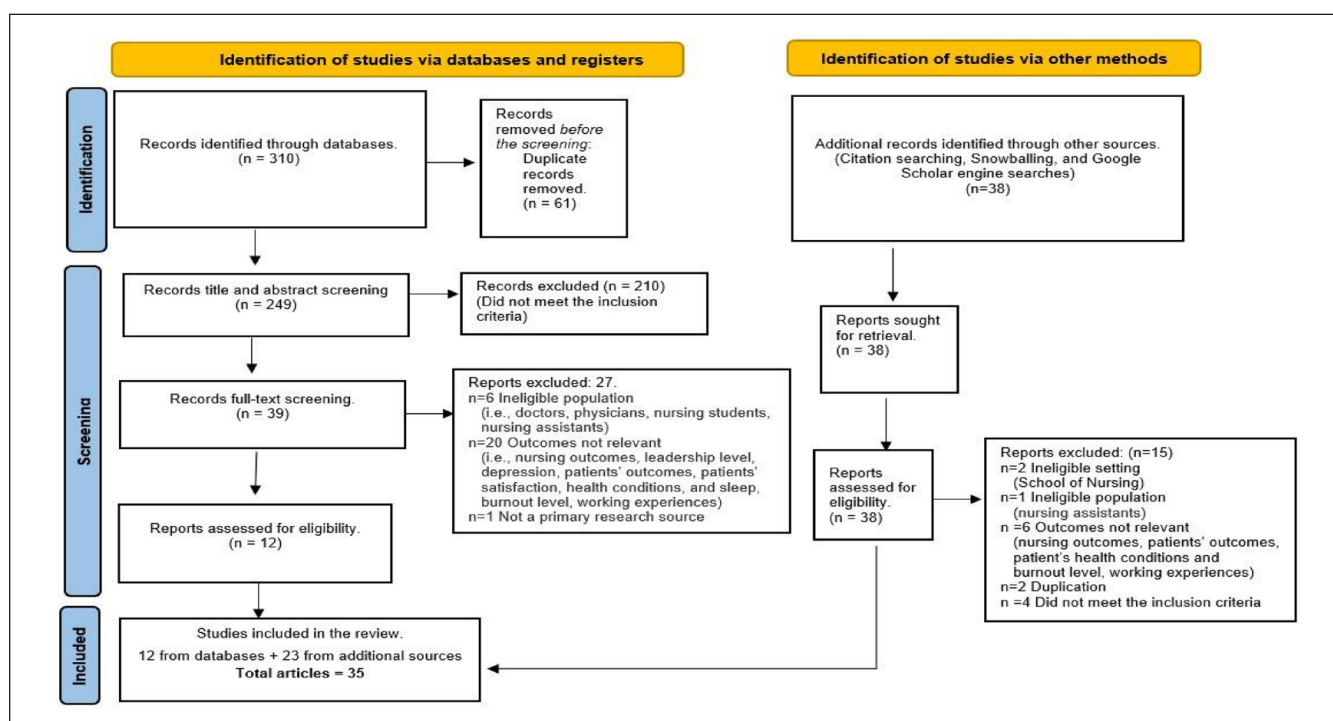 Identification of studies via databases and registers
Identification of studies via other methods
Identification
Records identified through databases.
(n = 310)
Records
removed before
the screening:
Duplicate
records
removed.
(n = 61)
Additional records identified through other sources.
(Citation searching, Snowballing, and Google
Scholar engine searches)
(n=38)
Screening
Records title and abstract screening
(n = 249)
Records excluded (n = 210)
(Did not meet the inclusion
criteria)
Reports sought
for retrieval.
(n = 38)
Records full-text screening.
(n = 39)
Reports excluded: 27.
n=6 Ineligible population
(i.e., doctors, physicians, nursing students,
nursing assistants)
n=20 Outcomes not relevant
(i.e., nursing outcomes, leadership level,
depression, patients' outcomes, patients'
satisfaction, health conditions, and sleep,
burnout level, working experiences)
n=1 Not a primary research source
Reports
assessed for
eligibility.
(n = 38)
Reports excluded: (n=15)
n=2 Ineligible setting
(School of Nursing)
n=1 Ineligible population
(nursing assistants)
n =6 Outcomes not relevant
(nursing outcomes, patients' outcomes,
patient's health conditions and
burnout level, working experiences)
n=2 Duplication
n =4 Did not meet the inclusion criteria
Reports assessed for eligibility.
(n = 12)
Included
Studies included in the review.
12 from databases + 23 from additional sources
Total articles = 35